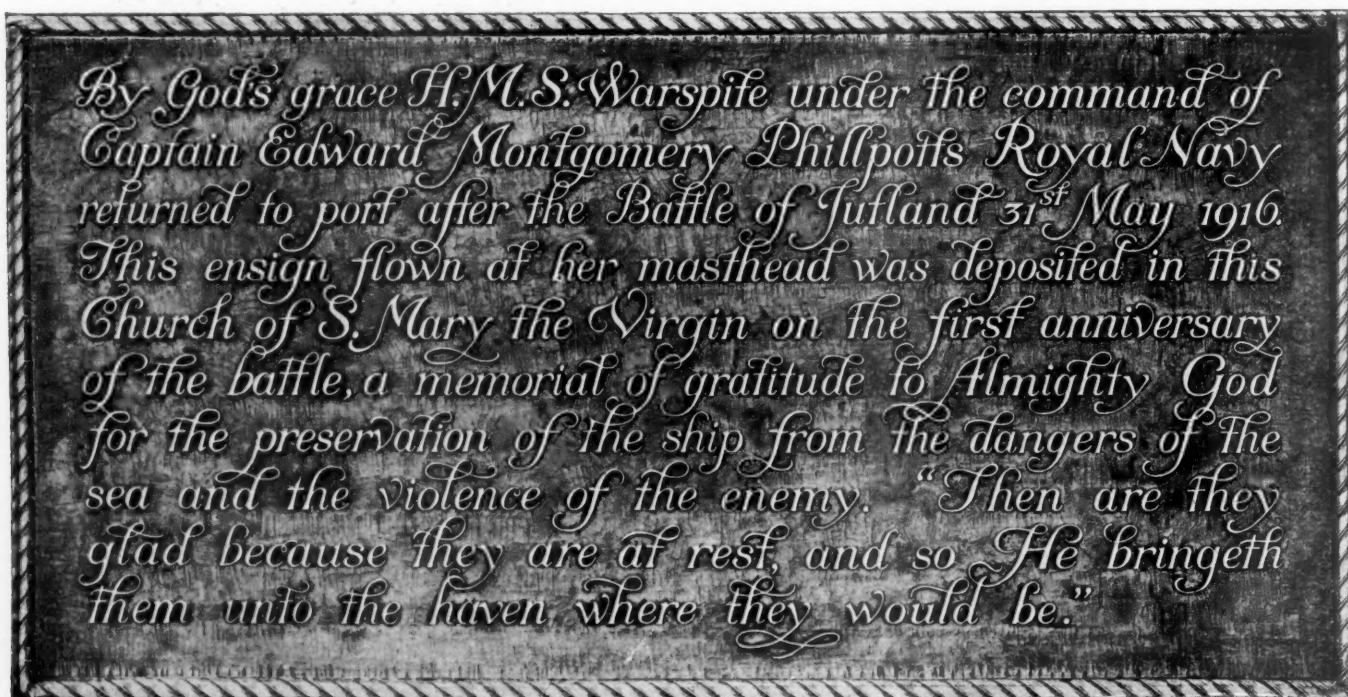 By God's grace H.M.S. Warspite under the command of
Captain Edward Montgomery Phillpotts Royal Navy
returned to port after the Battle of Jutland 31st May 1916.
This ensign flown at her masthead was deposited in this
Church of S. Mary the Virgin on the first anniversary
of the battle, a memorial of gratitude to Almighty God
for the preservation of the ship from the dangers of the
sea and the violence of the enemy. "Then are they
glad because they are at rest, and so He bringeth
them unto the haven where they would be."